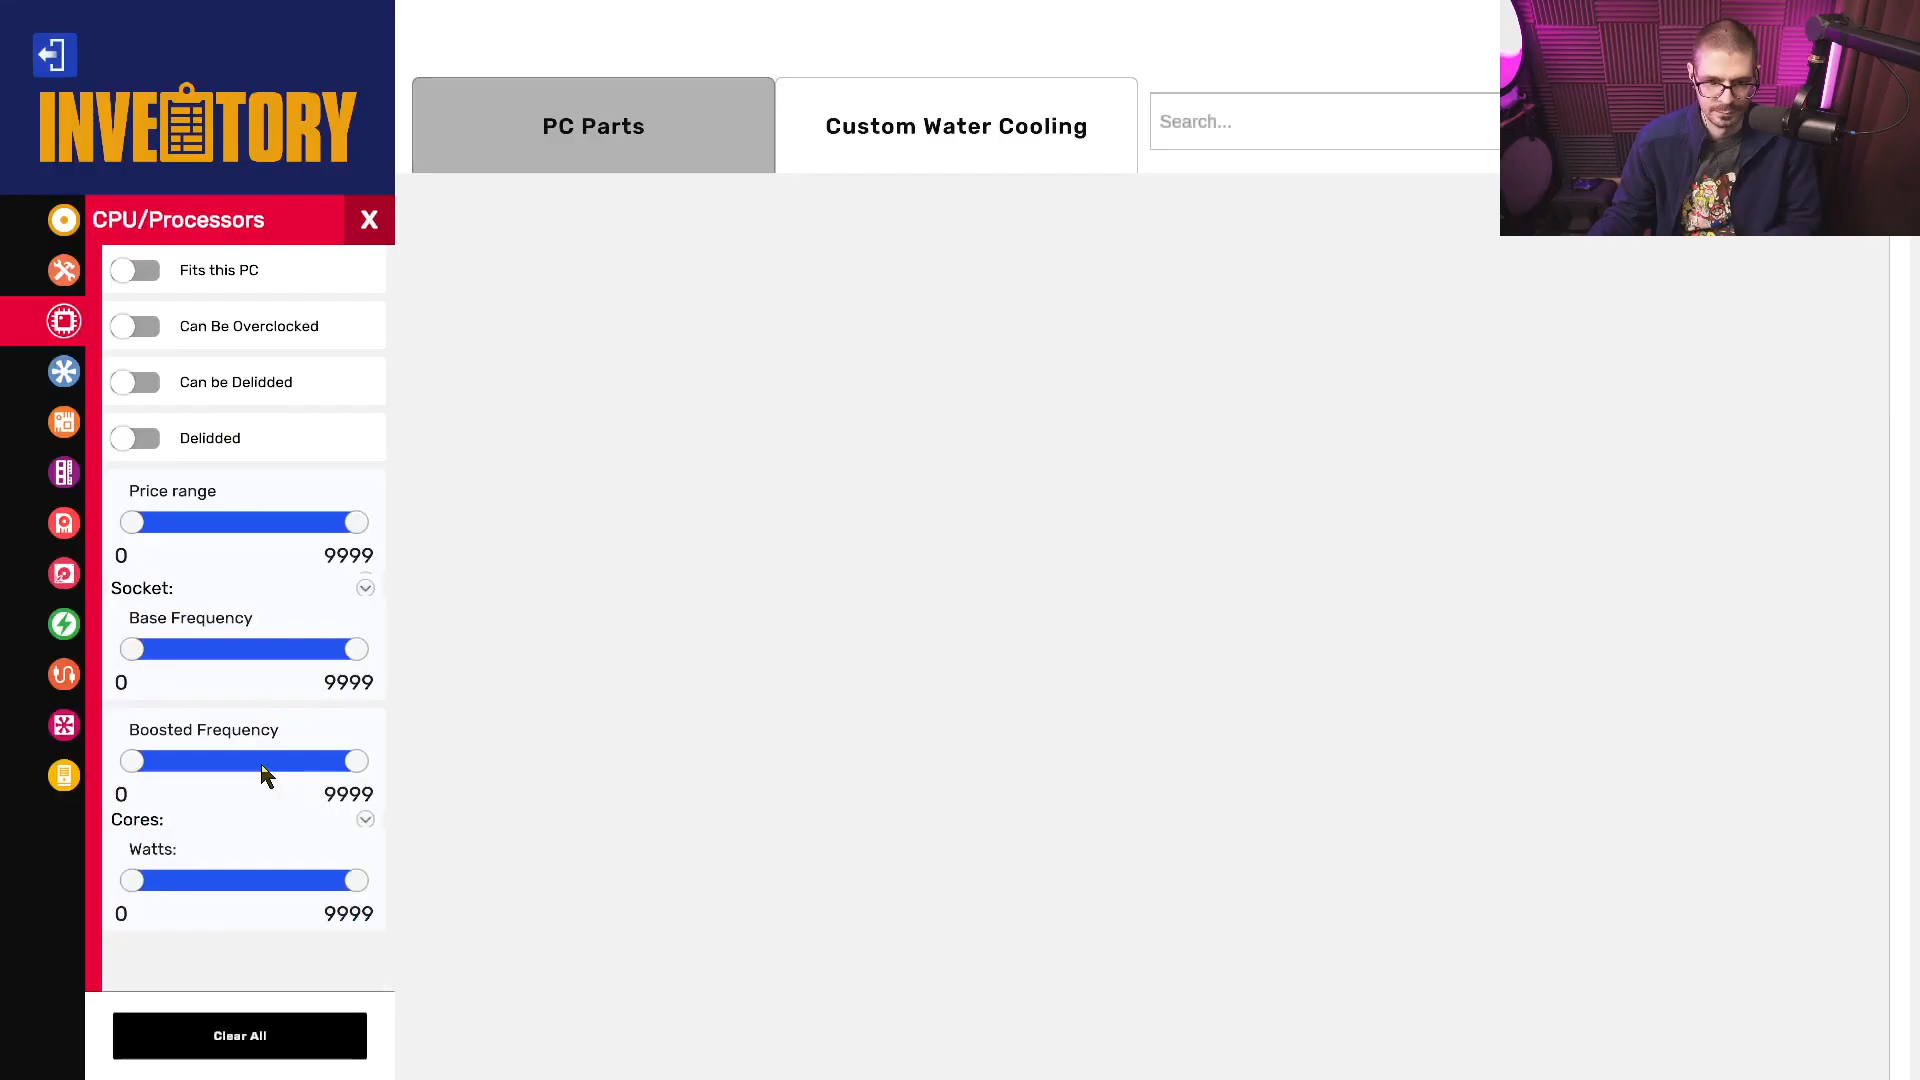 INVENTORY
PC Parts
Custom Water Cooling
Search...
CPU/Processors
X
Fits this PC
Can Be Overclocked
Can be Delidded
Delidded
Price range
0 9999
Socket:
Base Frequency
0 9999
Boosted Frequency
0 9999
Cores:
Watts:
0 9999
Clear All